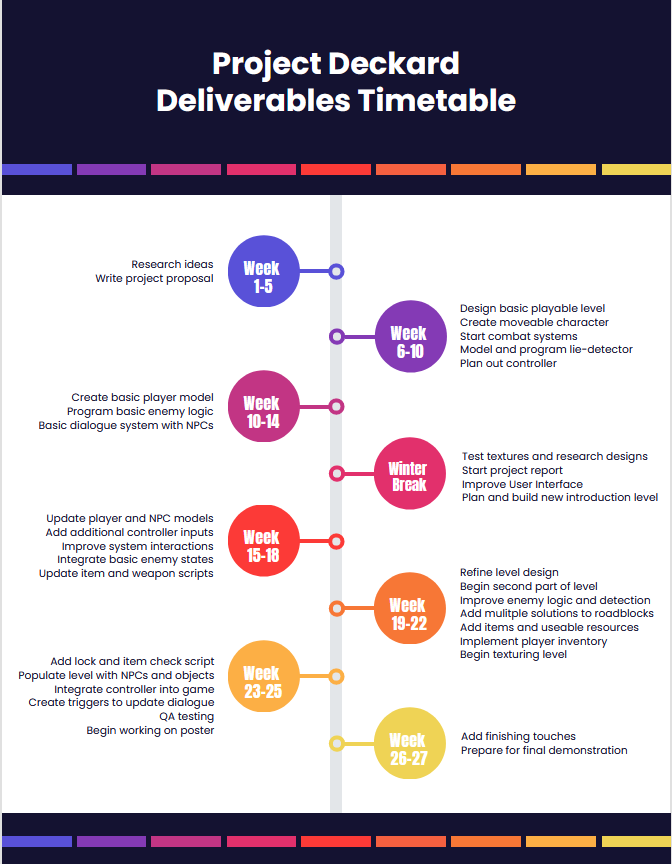 Project Deckard
Deliverables Timetable
Research ideas
Write project proposal
Week
1-5
Design basic playable level
Create moveable character
Start combat systems
Model and program lie-detector
Plan out controller
Week
6-10
Create basic player model
Program basic enemy logic
Basic dialogue system with NPCs
Week
10-14
Test textures and research designs
Start project report
Improve User Interface
Plan and build new introduction level
Winter
Break
Update player and NPC models
Add additional controller inputs
Improve system interactions
Integrate basic enemy states
Update item and weapon scripts
Week
15-18
Refine level design
Begin second part of level
Improve enemy logic and detection
Add mulitple solutions to roadblocks
Add items and useable resources
Implement player inventory
Begin texturing level
Week
19-22
Add lock and item check script
Populate level with NPCs and objects
Integrate controller into game
Create triggers to update dialogue
QA testing
Begin working on poster
Week
23-25
Add finishing touches
Prepare for final demonstration
Week
26-27